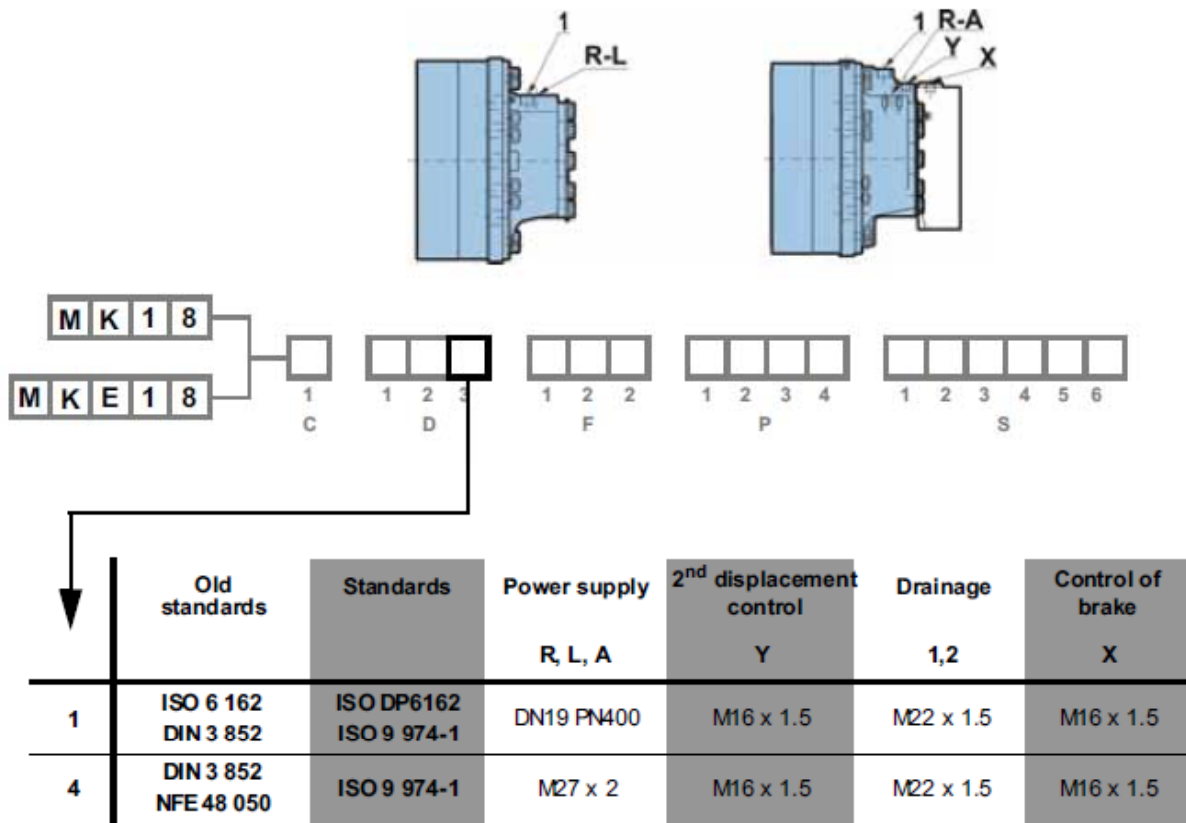 1
R-L
1
R-A
Y
X
M K 1 8
M K E 1 8
1
C
1 2 3
D
1 2 2
F
1 2 3 4
P
1 2 3 4 5 6
S
Old standards Standards Power supply 2nd displacement control Drainage Control of brake
R, L, A Y 1,2 X
1 ISO 6 162 DIN 3 852 ISO DP6162 ISO 9 974-1 DN19 PN400 M16 x 1.5 M22 x 1.5 M16 x 1.5
4 DIN 3 852 NFE 48 050 ISO 9 974-1 M27 x 2 M16 x 1.5 M22 x 1.5 M16 x 1.5